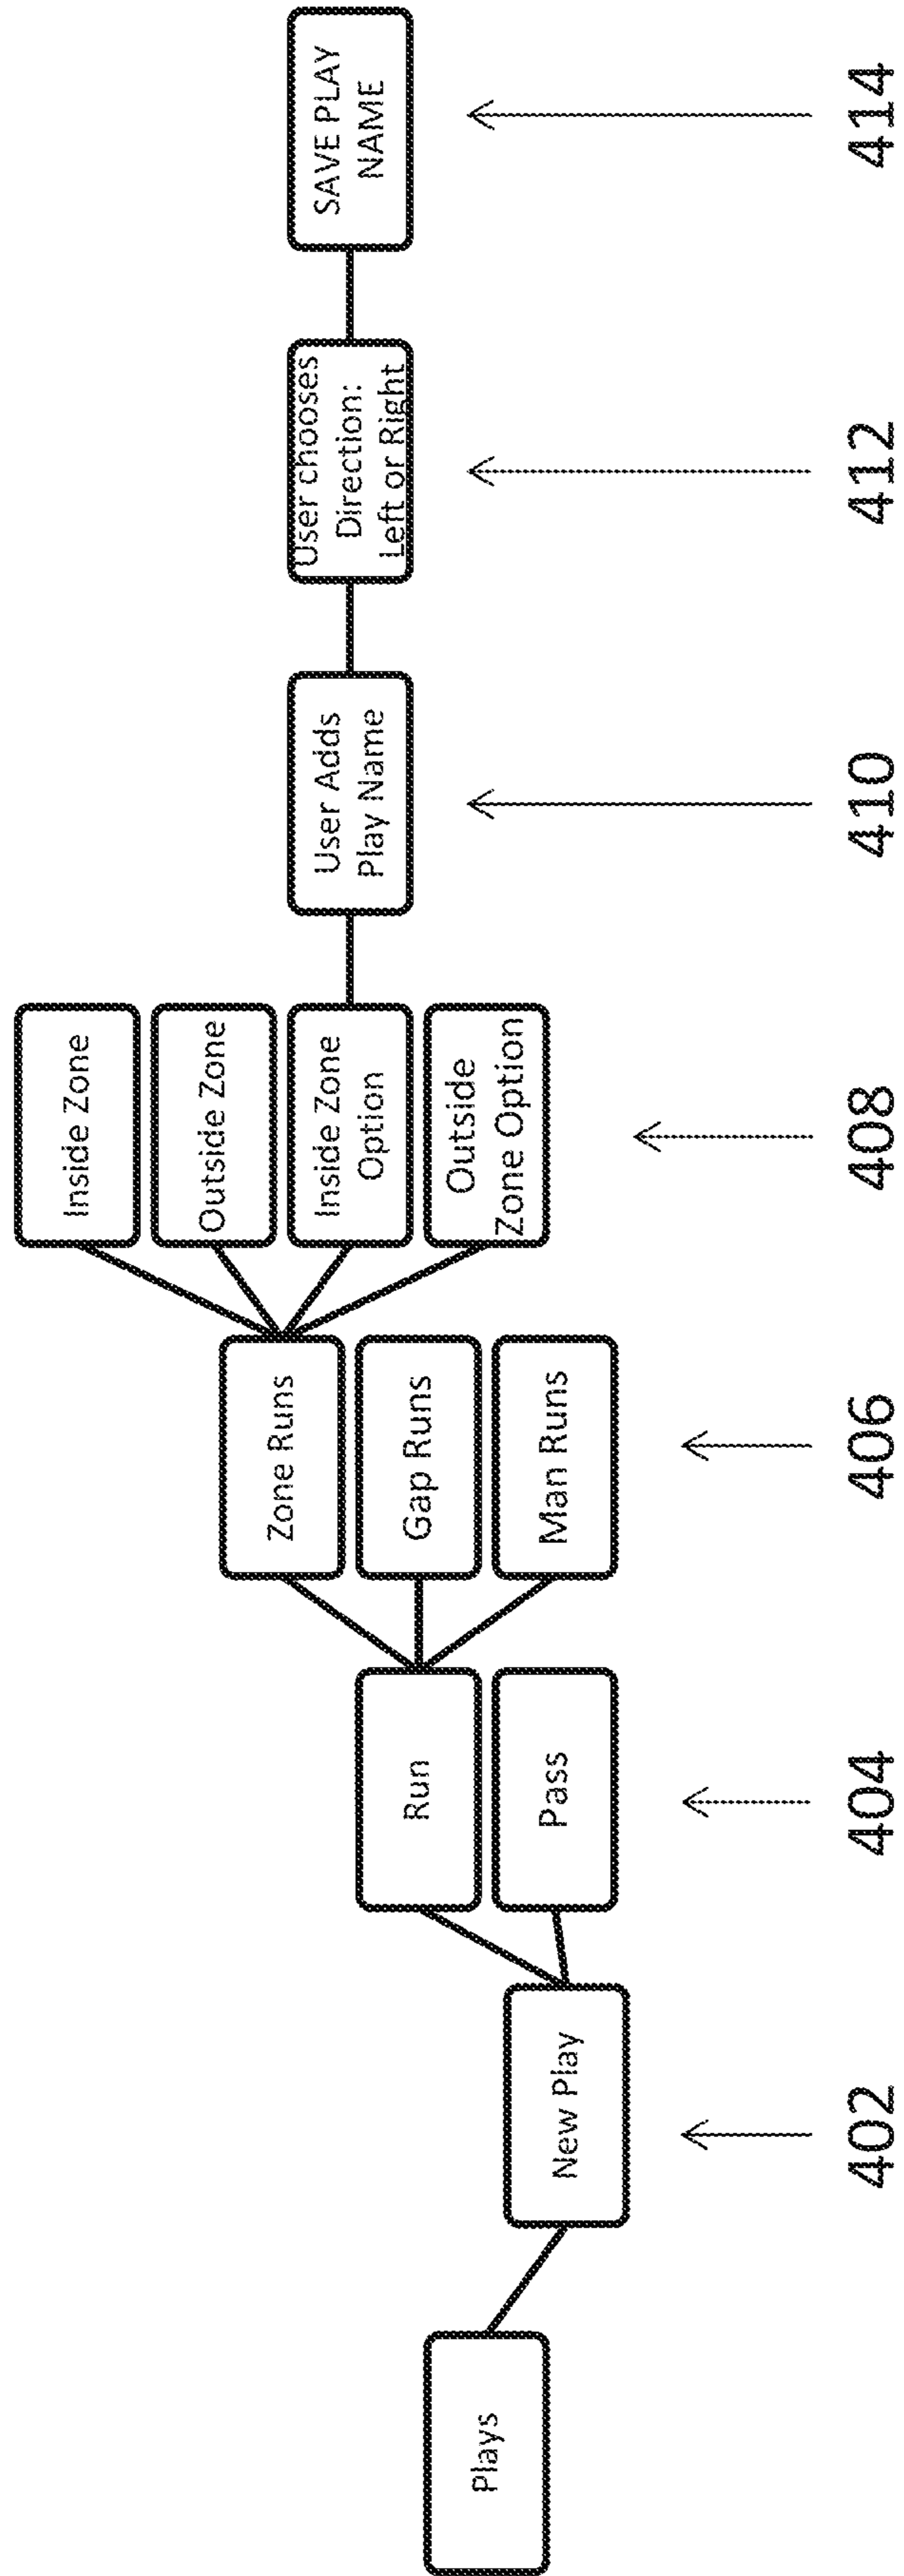 Plays
New Play
Run
Pass
Zone Runs
Gap Runs
Man Runs
Inside Zone
Outside Zone
Inside Zone
Option
Outside
Zone Option
User Adds
Play Name
User chooses
Direction:
Left or Right
SAVE PLAY
NAME
402
404
406
408
410
412
414